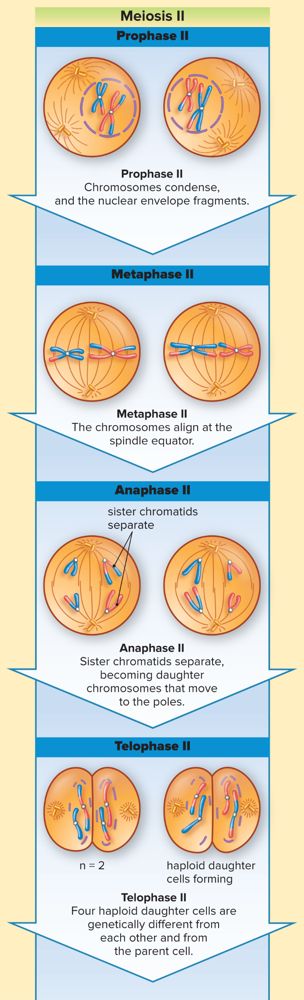 Meiosis II
Prophase II
Prophase II
Chromosomes condense,
and the nuclear envelope fragments.
Metaphase II
Metaphase II
The chromosomes align at the
spindle equator.
Anaphase II
sister chromatids
separate
Anaphase II
Sister chromatids separate,
becoming daughter
chromosomes that move
to the poles.
Telophase II
n = 2
haploid daughter
cells forming
Telophase II
Four haploid daughter cells are
genetically different from
each other and from
the parent cell.